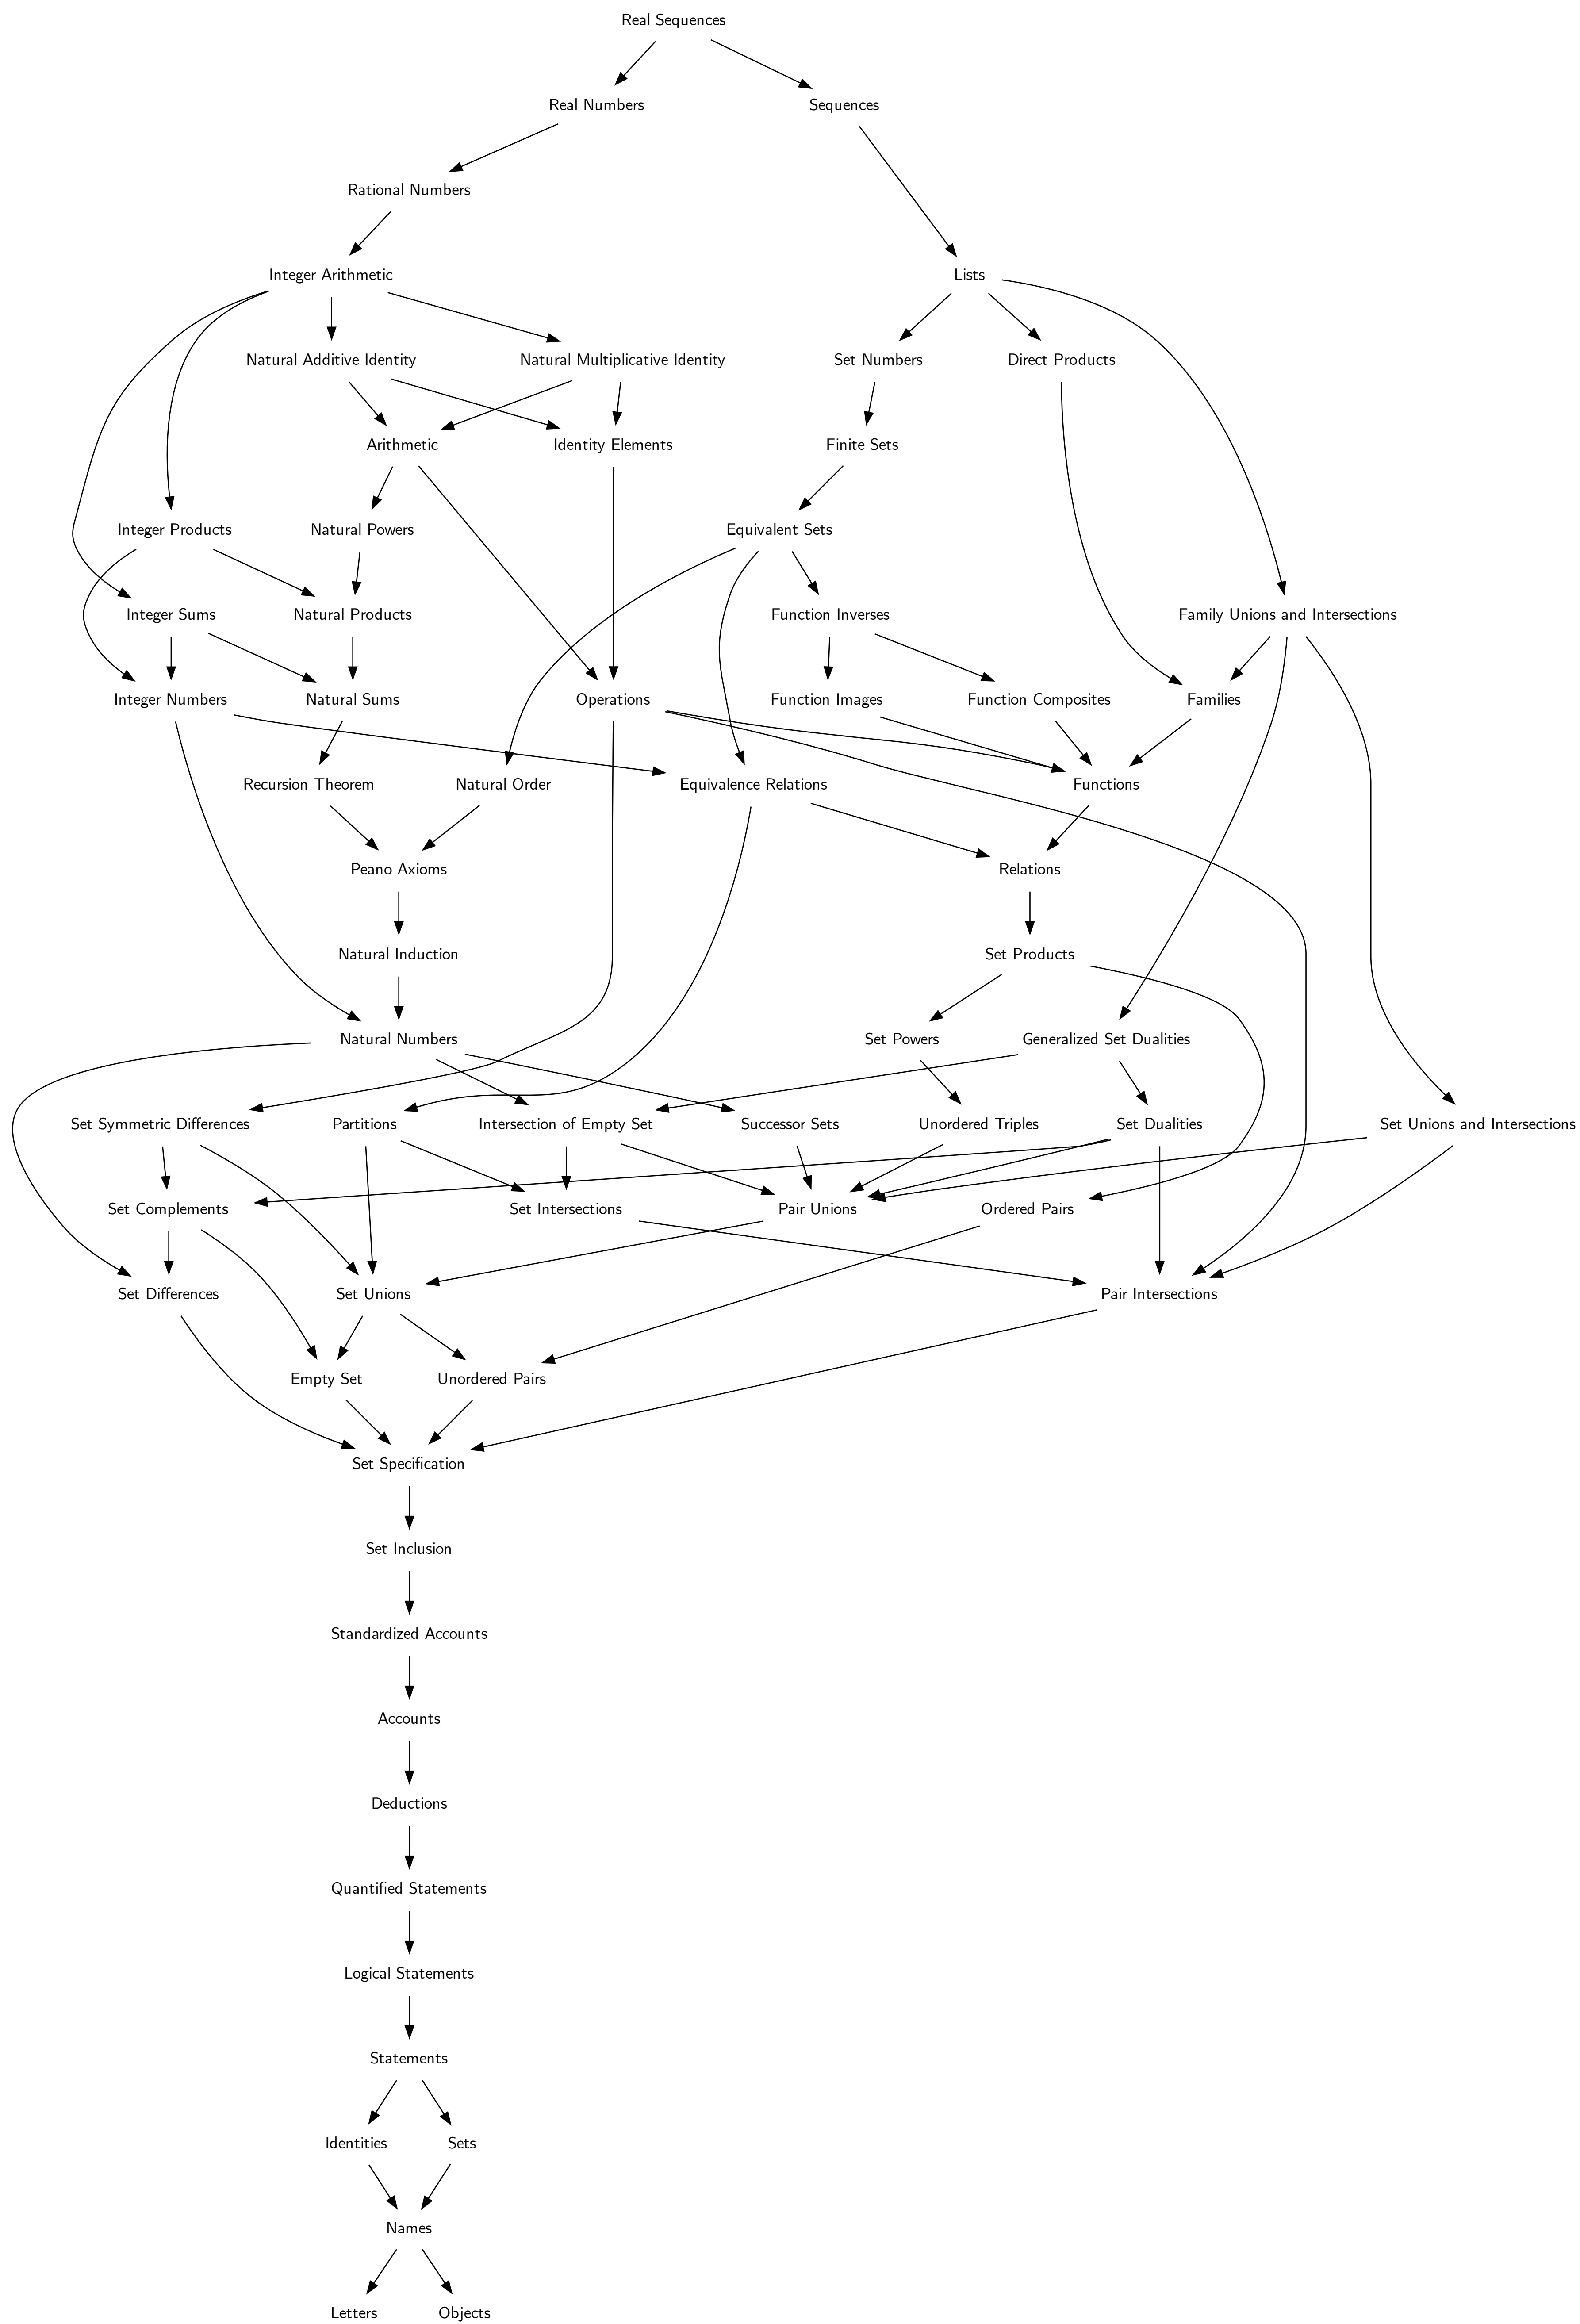 Real Sequences
Real Numbers
Sequences
Rational Numbers
Integer Arithmetic
Lists
Natural Additive Identity
Natural Multiplicative Identity
Set Numbers
Direct Products
Arithmetic
Identity Elements
Finite Sets
Integer Products
Natural Powers
Equivalent Sets
Integer Sums
Natural Products
Function Inverses
Family Unions and Intersections
Integer Numbers
Natural Sums
Operations
Function Images
Function Composites
Families
Recursion Theorem
Natural Order
Equivalence Relations
Functions
Peano Axioms
Relations
Natural Induction
Set Products
Natural Numbers
Set Powers
Generalized Set Dualities
Set Symmetric Differences
Partitions
Intersection of Empty Set
Successor Sets
Unordered Triples
Set Dualities
Set Unions and Intersections
Set Complements
Set Intersections
Pair Unions
Ordered Pairs
Set Differences
Set Unions
Pair Intersections
Empty Set
Unordered Pairs
Set Specification
Set Inclusion
Standardized Accounts
Accounts
Deductions
Quantified Statements
Logical Statements
Statements
Identities
Sets
Names
Letters
Objects